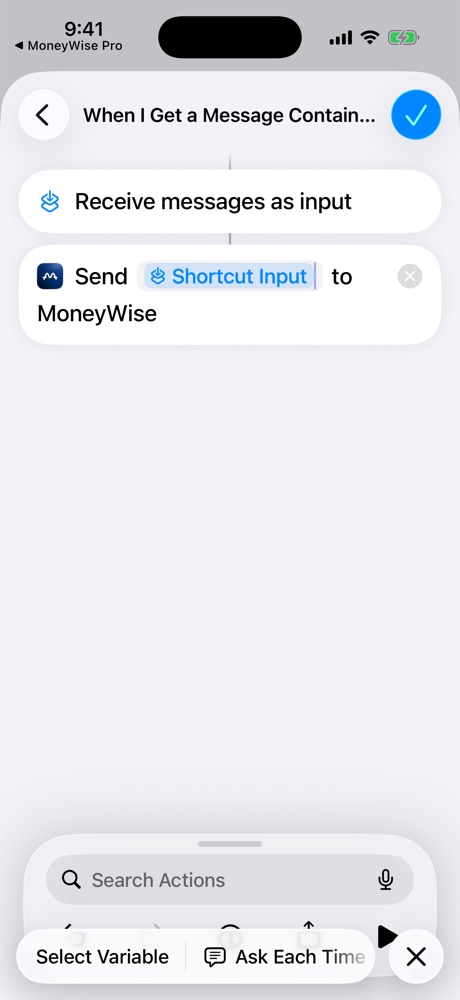 9:41
◀ MoneyWise Pro
When I Get a Message Contain...
Receive messages as input
Send Shortcut Input to
MoneyWise
Search Actions
Select Variable Ask Each Time